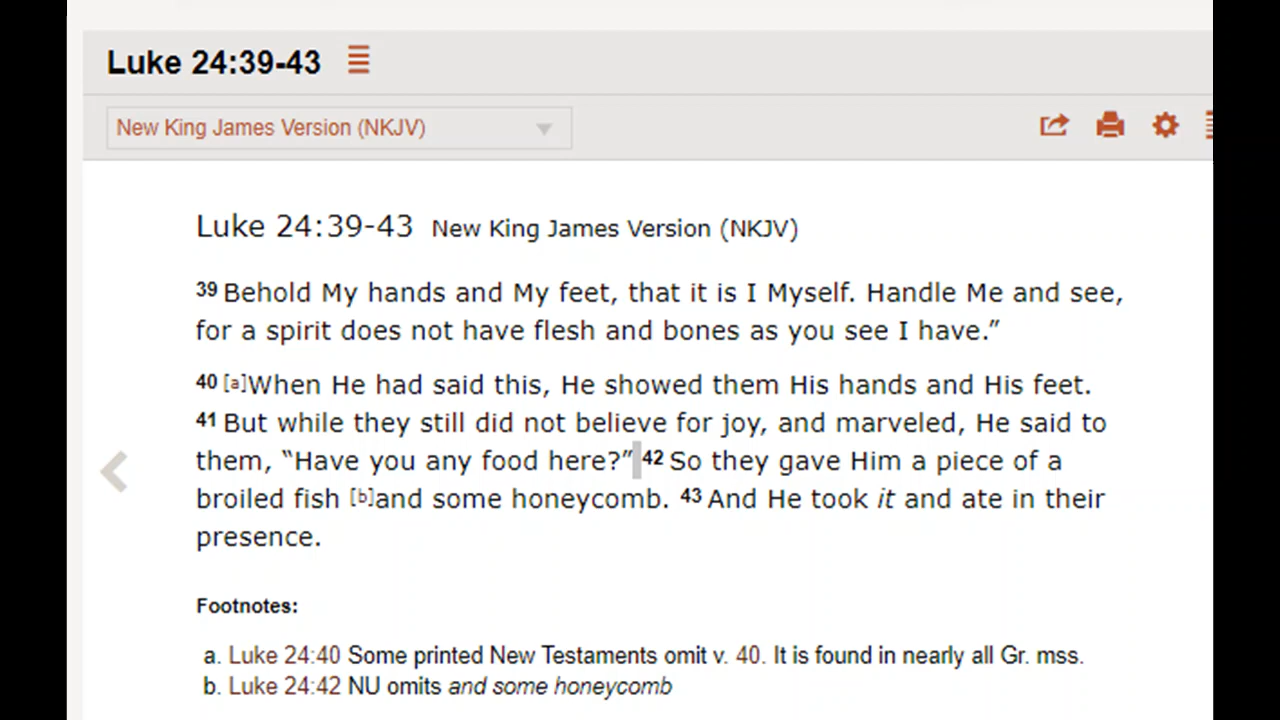 Luke 24:39-43
New King James Version (NKJV)
Luke 24:39-43 New King James Version (NKJV)
39 Behold My hands and My feet, that it is I Myself. Handle Me and see,
for a spirit does not have flesh and bones as you see I have.”
40 [a]When He had said this, He showed them His hands and His feet.
41 But while they still did not believe for joy, and marveled, He said to
them, “Have you any food here?” 42 So they gave Him a piece of a
broiled fish [b]and some honeycomb. 43 And He took it and ate in their
presence.
Footnotes:
a. Luke 24:40 Some printed New Testaments omit v. 40. It is found in nearly all Gr. mss.
b. Luke 24:42 NU omits and some honeycomb